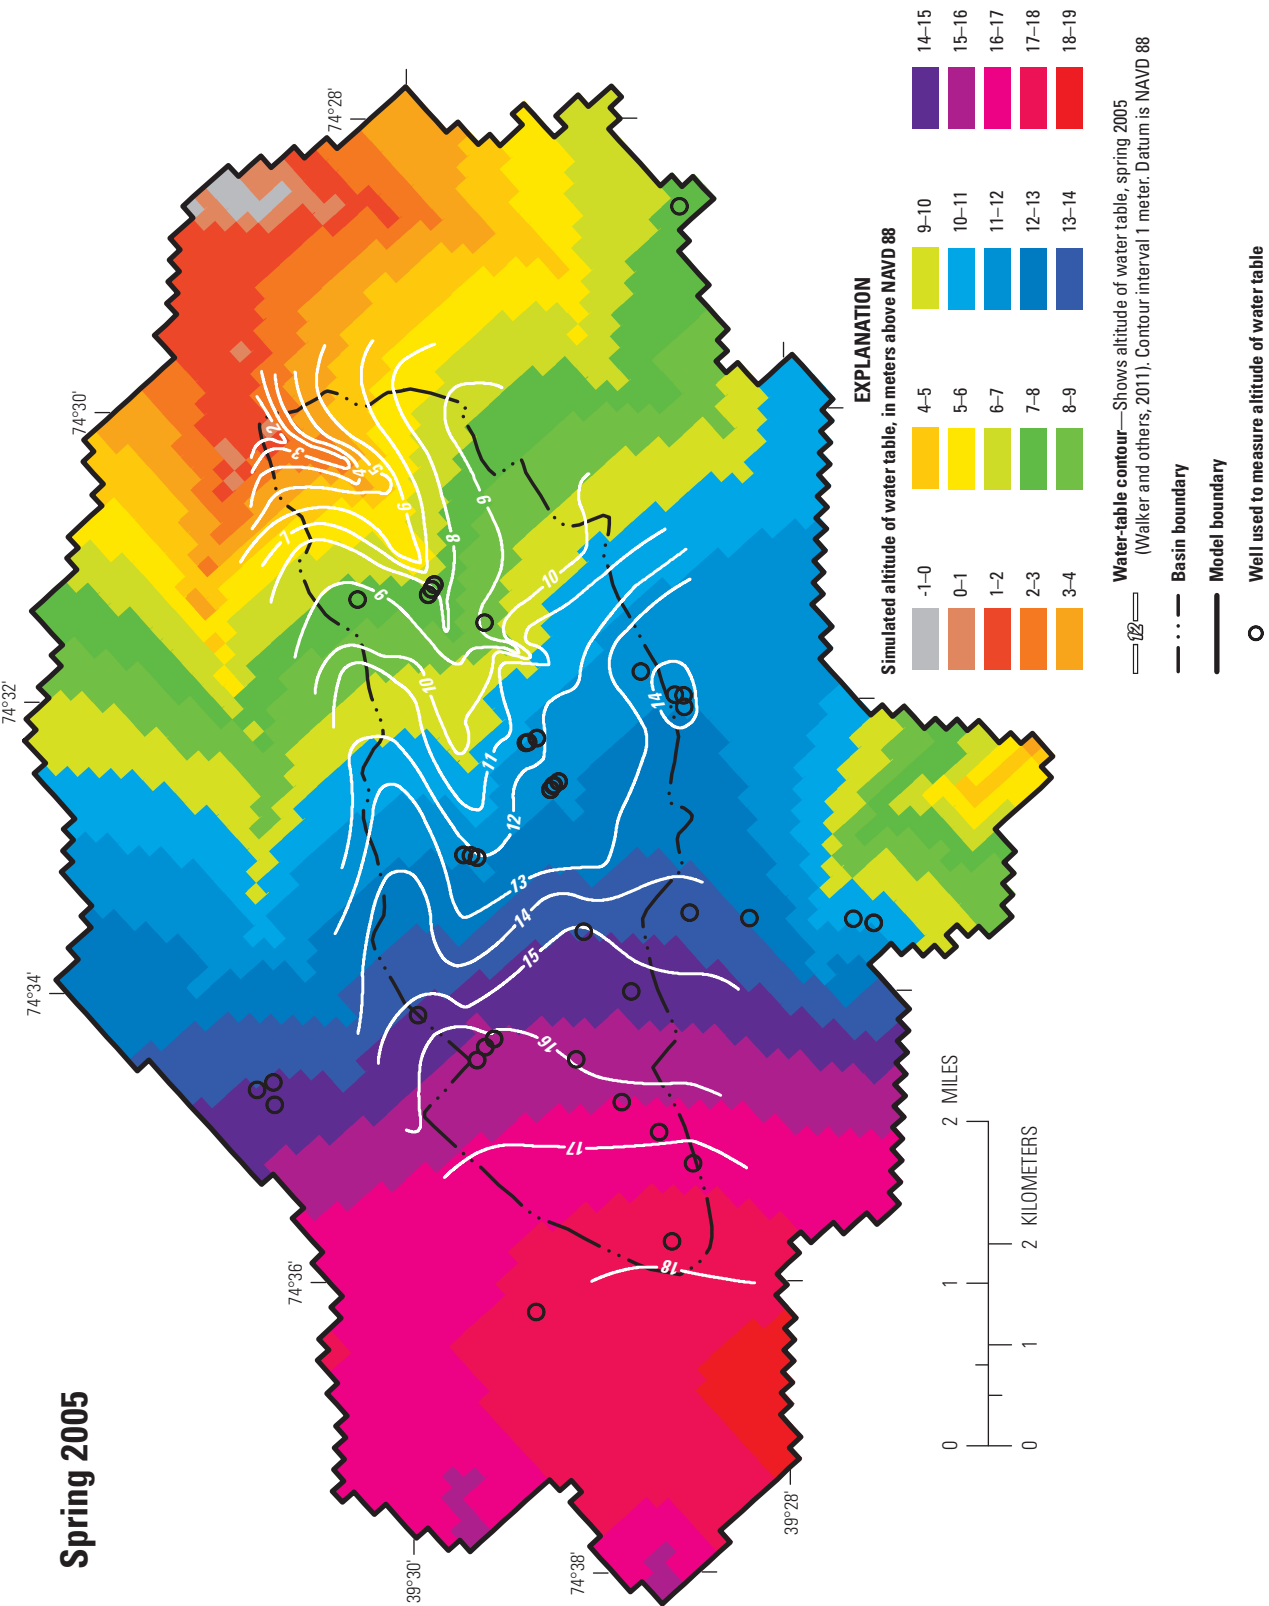 Spring 2005
74°38'
74°36'
74°34'
74°32'
74°30'
74°28'
39°30'
39°28'
2
3
4
5
6
7
8
9
9
10
10
11
12
13
14
14
15
16
17
18
0 1 2 MILES
0 1 2 KILOMETERS
EXPLANATION
Simulated altitude of water table, in meters above NAVD 88
-1–0 4–5 9–10 14–15
0–1 5–6 10–11 15–16
1–2 6–7 11–12 16–17
2–3 7–8 12–13 17–18
3–4 8–9 13–14 18–19
12 Water-table contour—Shows altitude of water table, spring 2005
(Walker and others, 2011). Contour interval 1 meter. Datum is NAVD 88
Basin boundary
Model boundary
Well used to measure altitude of water table